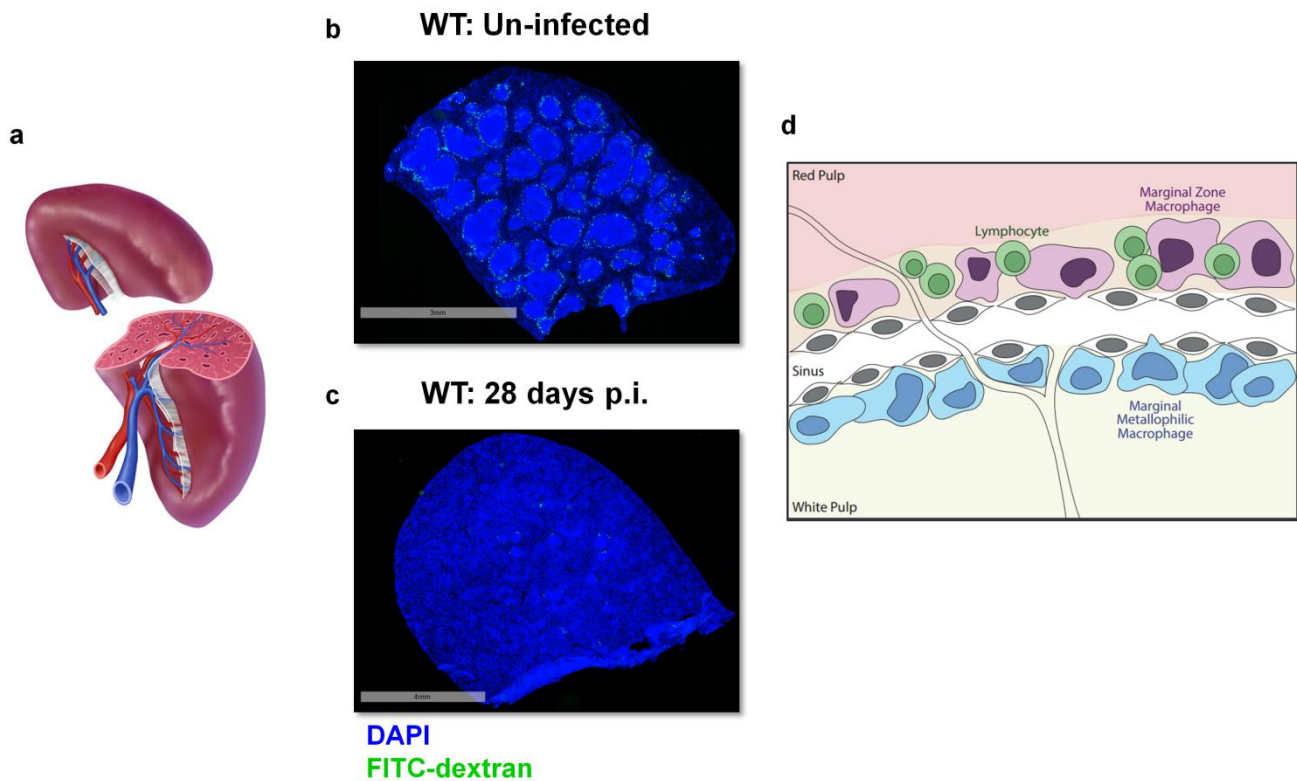 a
b
WT: Un-infected
3mm
c
WT: 28 days p.i.
4mm
DAPI
FITC-dextran
d
Red Pulp
Marginal Zone
Macrophage
Lymphocyte
Sinus
Marginal
Metallophilic
Macrophage
White Pulp